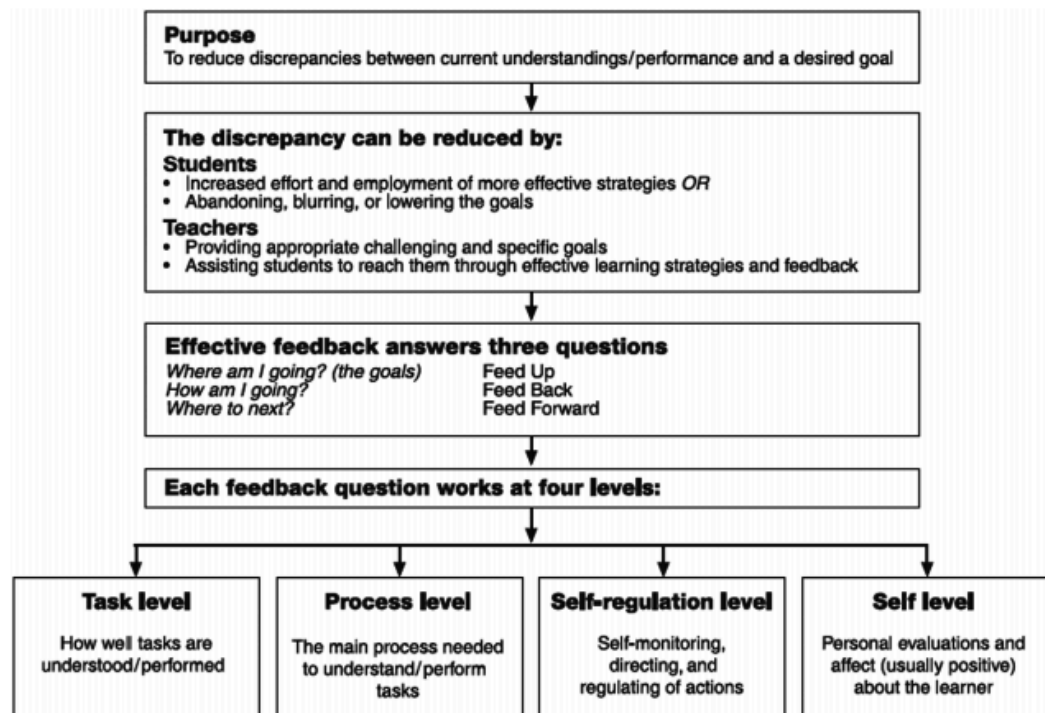 Purpose
To reduce discrepancies between current understandings/performance and a desired goal
The discrepancy can be reduced by:
Students
• Increased effort and employment of more effective strategies OR
• Abandoning, blurring, or lowering the goals
Teachers
• Providing appropriate challenging and specific goals
• Assisting students to reach them through effective learning strategies and feedback
Effective feedback answers three questions
Where am I going? (the goals) Feed Up
How am I going? Feed Back
Where to next? Feed Forward
Each feedback question works at four levels:
Task level
How well tasks are
understood/performed
Process level
The main process needed
to understand/perform
tasks
Self-regulation level
Self-monitoring,
directing, and
regulating of actions
Self level
Personal evaluations and
affect (usually positive)
about the learner